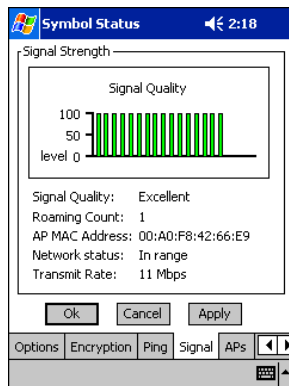 Symbol Status 2:18
Signal Strength
Signal Quality
100
50
level 0
Signal Quality: Excellent
Roaming Count: 1
AP MAC Address: 00:A0:F8:42:66:E9
Network status: In range
Transmit Rate: 11 Mbps
Ok Cancel Apply
Options Encryption Ping Signal APs